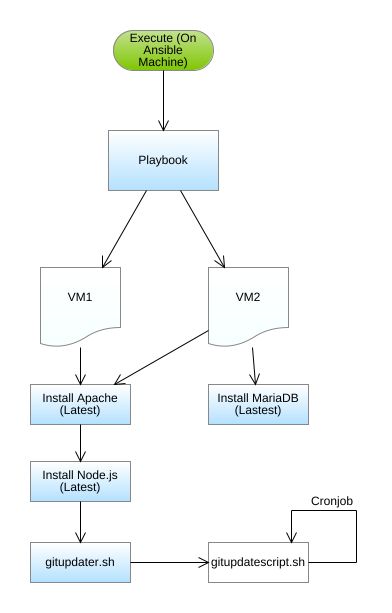 Execute (On
Ansible
Machine)
Playbook
VM1
VM2
Install Apache
(Latest)
Install MariaDB
(Lastest)
Install Node.js
(Latest)
Cronjob
gitupdater.sh
gitupdatescript.sh